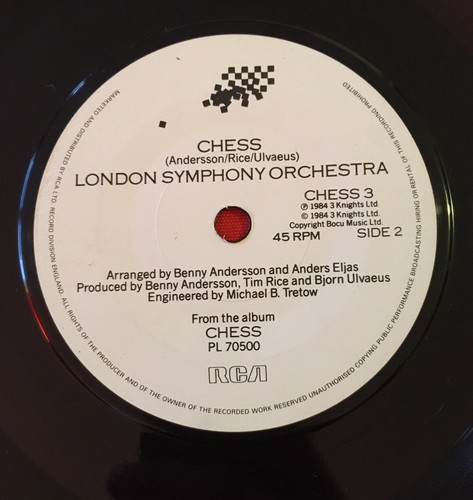 CHESS
(Andersson/Rice/Ulvaeus)
LONDON SYMPHONY ORCHESTRA
CHESS 3
℗ 1984 3 Knights Ltd.
© 1984 3 Knights Ltd.
Copyright Bocu Music Ltd.
45 RPM SIDE 2
Arranged by Benny Andersson and Anders Eljas
Produced by Benny Andersson, Tim Rice and Bjorn Ulvaeus
Engineered by Michael B. Tretow
From the album
CHESS
PL 70500
RCA
MARKETED AND DISTRIBUTED BY RCA LTD. RECORD DIVISION ENGLAND. ALL RIGHTS OF THE PRODUCER AND OF THE OWNER OF THE RECORDED WORK RESERVED UNAUTHORISED COPYING PUBLIC PERFORMANCE BROADCASTING HIRING OR RENTAL OF THIS RECORDING PROHIBITED